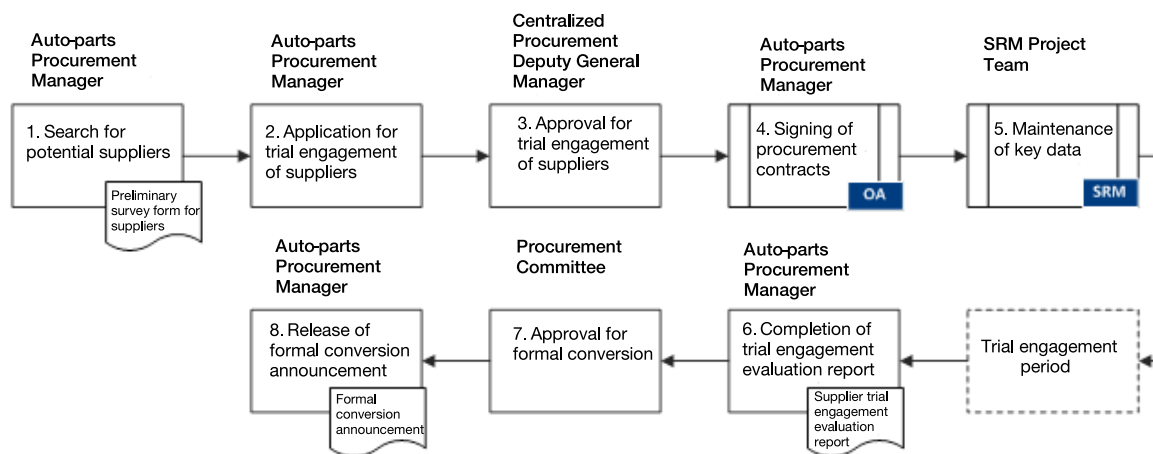 Auto-parts
Procurement
Manager
Auto-parts
Procurement
Manager
Centralized
Procurement
Deputy General
Manager
Auto-parts
Procurement
Manager
SRM Project
Team
1. Search for
potential suppliers
Preliminary
survey form for
suppliers
2. Application for
trial engagement
of suppliers
3. Approval for
trial engagement
of suppliers
4. Signing of
procurement
contracts
OA
5. Maintenance
of key data
SRM
Auto-parts
Procurement
Manager
Procurement
Committee
Auto-parts
Procurement
Manager
8. Release of
formal conversion
announcement
Formal
conversion
announcement
7. Approval for
formal conversion
6. Completion of
trial engagement
evaluation report
Supplier trial
engagement
evaluation
report
Trial engagement
period